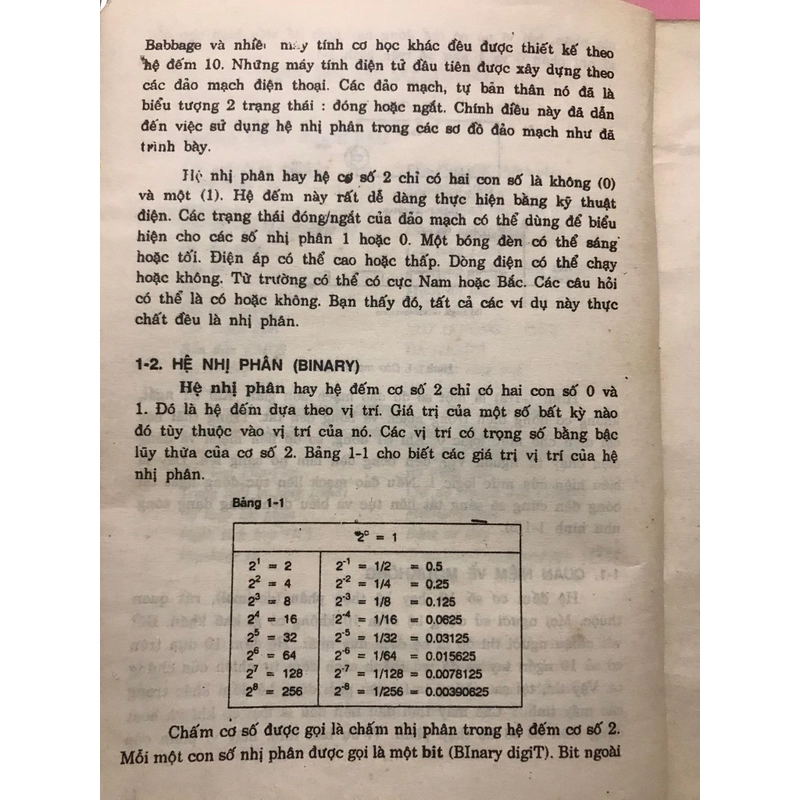 Babbage và nhiều máy tính cơ học khác đều được thiết kế theo
hệ đếm 10. Những máy tính điện tử đầu tiên được xây dựng theo
các đảo mạch điện thoại. Các đảo mạch, tự bản thân nó đã là
biểu tượng 2 trạng thái : đóng hoặc ngắt. Chính điều này đã dẫn
đến việc sử dụng hệ nhị phân trong các sơ đồ đảo mạch như đã
trình bày.
Hệ nhị phân hay hệ cơ số 2 chỉ có hai con số là không (0)
và một (1). Hệ đếm này rất dễ dàng thực hiện bằng kỹ thuật
điện. Các trạng thái đóng/ngắt của đảo mạch có thể dùng để biểu
hiện cho các số nhị phân 1 hoặc 0. Một bóng đèn có thể sáng
hoặc tối. Điện áp có thể cao hoặc thấp. Dòng điện có thể chạy
hoặc không. Từ trường có thể có cực Nam hoặc Bắc. Các câu hỏi
có thể là có hoặc không. Bạn thấy đó, tất cả các ví dụ này thực
chất đều là nhị phân.
1-2. HỆ NHỊ PHÂN (BINARY)
Hệ nhị phân hay hệ đếm cơ số 2 chỉ có hai con số 0 và
1. Đó là hệ đếm dựa theo vị trí. Giá trị của một số bất kỳ nào
đó tùy thuộc vào vị trí của nó. Các vị trí có trọng số bằng bậc
lũy thừa của cơ số 2. Bảng 1-1 cho biết các giá trị vị trí của hệ
nhị phân.
Bảng 1-1
2⁰ = 1
2¹ = 2 2⁻¹ = 1/2 = 0.5
2² = 4 2⁻² = 1/4 = 0.25
2³ = 8 2⁻³ = 1/8 = 0.125
2⁴ = 16 2⁻⁴ = 1/16 = 0.0625
2⁵ = 32 2⁻⁵ = 1/32 = 0.03125
2⁶ = 64 2⁻⁶ = 1/64 = 0.015625
2⁷ = 128 2⁻⁷ = 1/128 = 0.0078125
2⁸ = 256 2⁻⁸ = 1/256 = 0.00390625
Chấm cơ số được gọi là chấm nhị phân trong hệ đếm cơ số 2.
Mỗi một con số nhị phân được gọi là một bit (BInary digiT). Bit ngoài